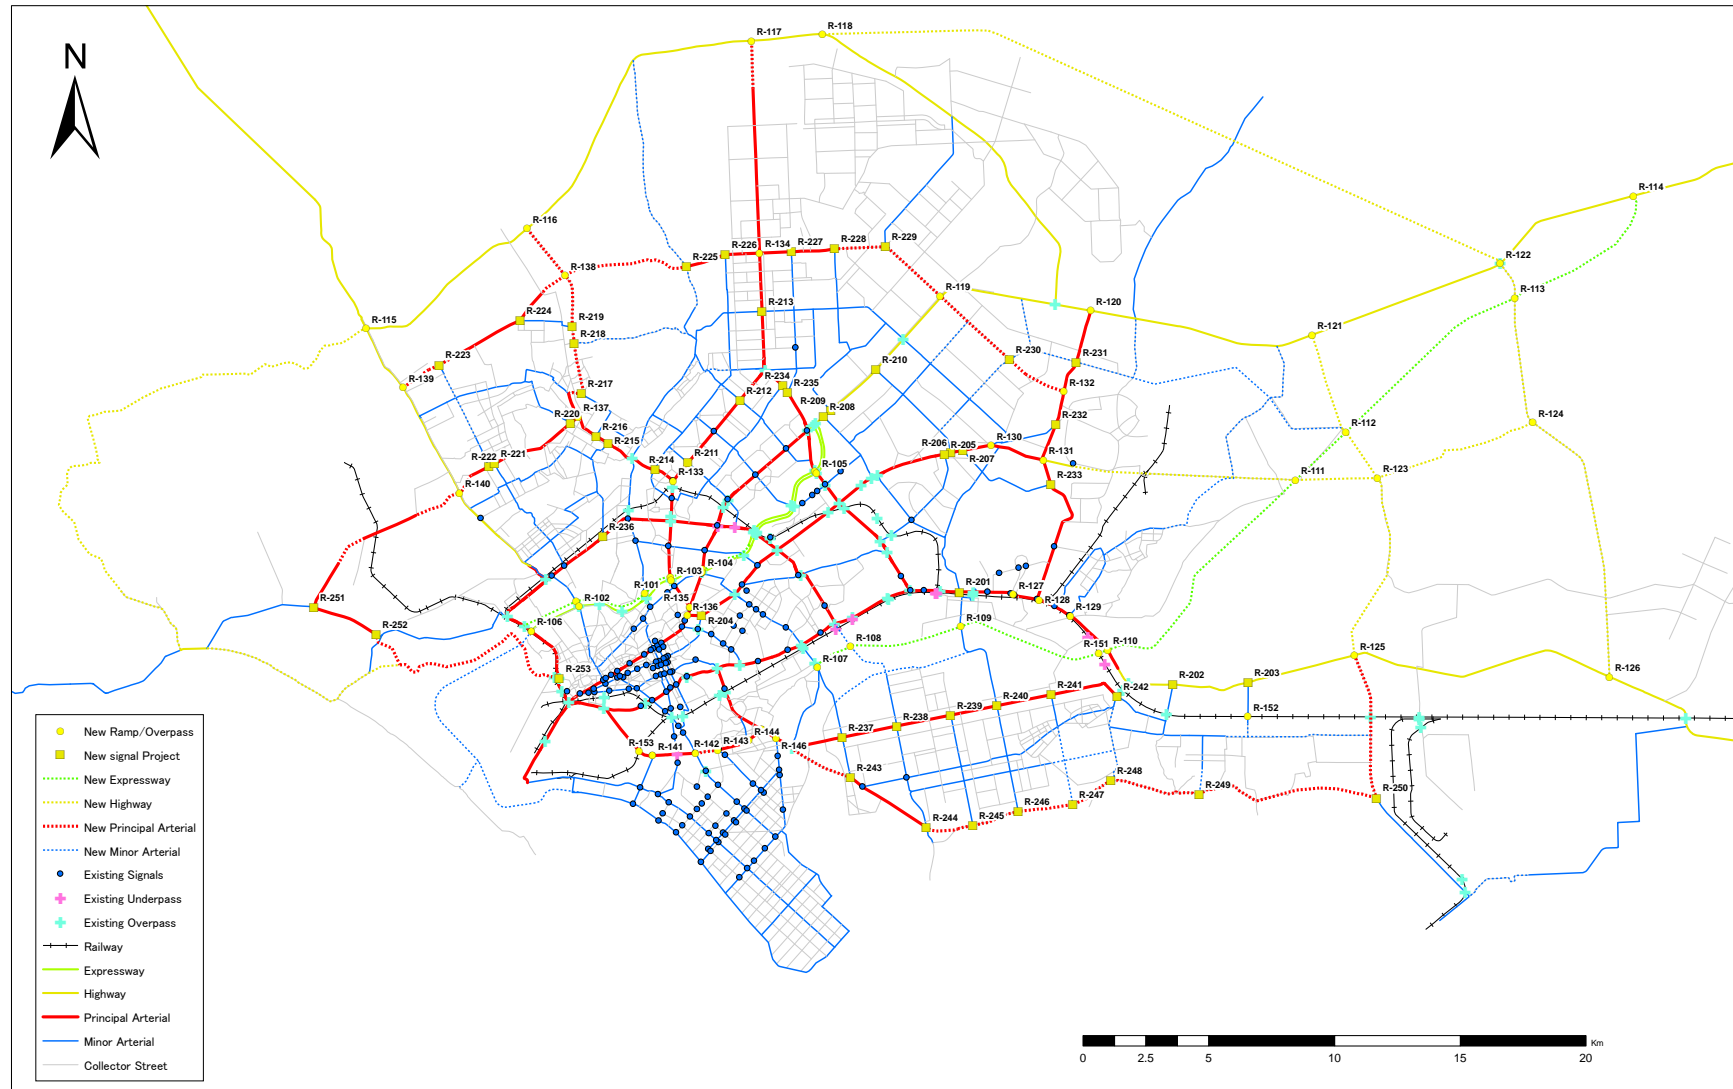 R-118
R-117
N
R-114
R-116
R-229
R-228
R-227
R-134
R-226
R-225
R-122
R-138
R-113
R-119
R-213
R-120
R-224
R-115
R-219
R-121
R-218
R-230
R-231
R-223
R-210
R-139
R-234
R-235
R-132
R-212
R-217
R-209
R-208
R-137
R-220
R-232
R-124
R-112
R-216
R-215
R-206
R-205
R-130
R-207
R-131
R-222
R-221
R-211
R-214
R-133
R-105
R-233
R-111
R-123
R-140
R-236
R-104
R-103
R-101
R-102
R-135
R-136
R-204
R-201
R-127
R-128
R-129
R-251
R-252
R-106
R-109
R-108
R-107
R-151
R-110
R-125
R-126
R-253
R-202
R-203
R-242
R-241
R-240
R-239
R-238
R-237
R-152
R-153
R-141
R-142
R-143
R-144
R-146
R-243
R-248
R-249
R-250
R-247
R-246
R-245
R-244
New Ramp/Overpass
New signal Project
New Expressway
New Highway
New Principal Arterial
New Minor Arterial
Existing Signals
Existing Underpass
Existing Overpass
Railway
Expressway
Highway
Principal Arterial
Minor Arterial
Collector Street
Km
0 2.5 5 10 15 20